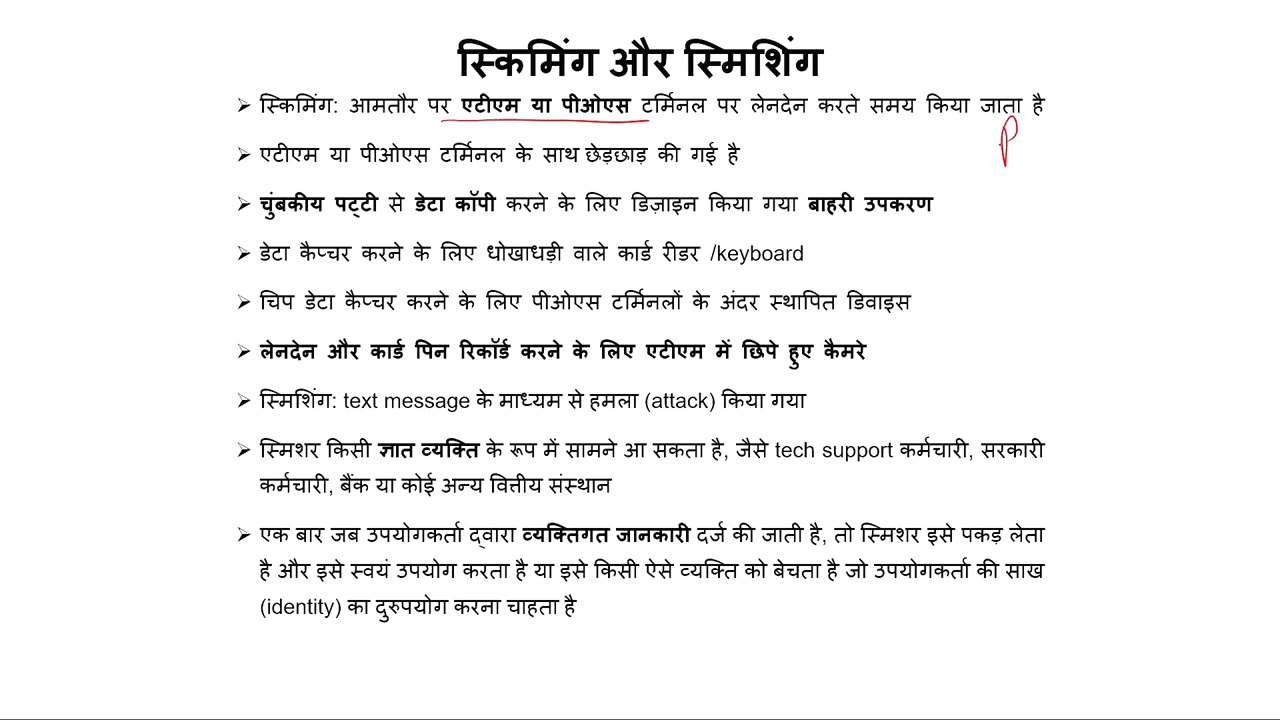 स्किमिंग और स्मिशिंग
➢ स्किमिंग: आमतौर पर एटीएम या पीओएस टर्मिनल पर लेनदेन करते समय किया जाता है
P
➢ एटीएम या पीओएस टर्मिनल के साथ छेड़छाड़ की गई है
➢ चुंबकीय पट्टी से डेटा कॉपी करने के लिए डिज़ाइन किया गया बाहरी उपकरण
➢ डेटा कैप्चर करने के लिए धोखाधड़ी वाले कार्ड रीडर /keyboard
➢ चिप डेटा कैप्चर करने के लिए पीओएस टर्मिनलों के अंदर स्थापित डिवाइस
➢ लेनदेन और कार्ड पिन रिकॉर्ड करने के लिए एटीएम में छिपे हुए कैमरे
➢ स्मिशिंग: text message के माध्यम से हमला (attack) किया गया
➢ स्मिशर किसी ज्ञात व्यक्ति के रूप में सामने आ सकता है, जैसे tech support कर्मचारी, सरकारी
कर्मचारी, बैंक या कोई अन्य वित्तीय संस्थान
➢ एक बार जब उपयोगकर्ता द्वारा व्यक्तिगत जानकारी दर्ज की जाती है, तो स्मिशर इसे पकड़ लेता
है और इसे स्वयं उपयोग करता है या इसे किसी ऐसे व्यक्ति को बेचता है जो उपयोगकर्ता की साख
(identity) का दुरुपयोग करना चाहता है